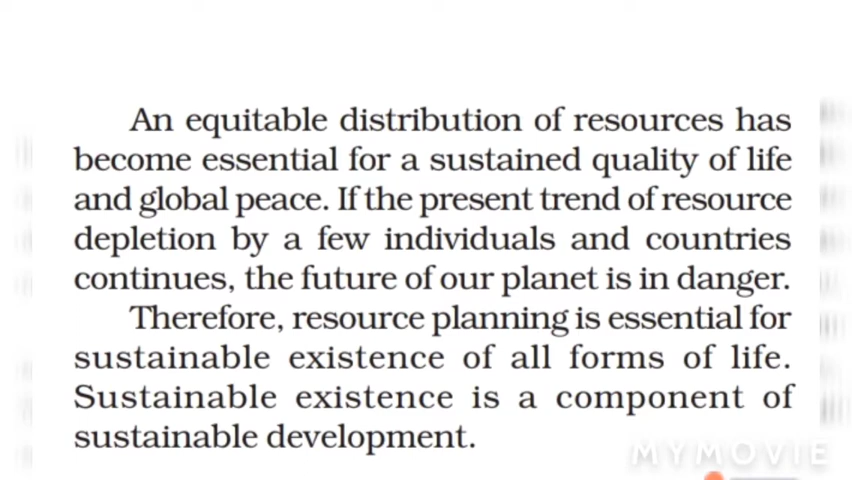 An equitable distribution of resources has
become essential for a sustained quality of life
and global peace. If the present trend of resource
depletion by a few individuals and countries
continues, the future of our planet is in danger.
Therefore, resource planning is essential for
sustainable existence of all forms of life.
Sustainable existence is a component of
sustainable development.
MYMOVIE